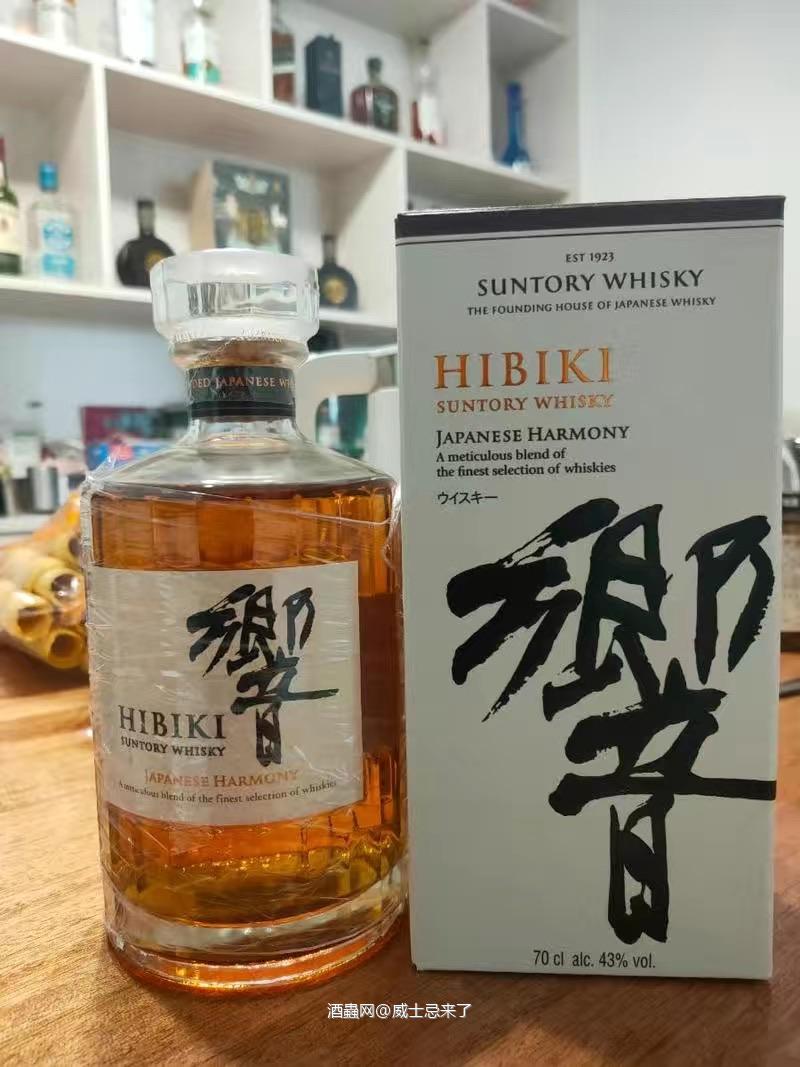 DED JAPANESE WH
響
HIBIKI
SUNTORY WHISKY
JAPANESE HARMONY
A meticulous blend of the finest selection of whiskies
EST 1923
SUNTORY WHISKY
THE FOUNDING HOUSE OF JAPANESE WHISKY
HIBIKI
SUNTORY WHISKY
JAPANESE HARMONY
A meticulous blend of
the finest selection of whiskies
ウイスキー
響
70 cl alc. 43% vol.
酒蟲网@威士忌来了